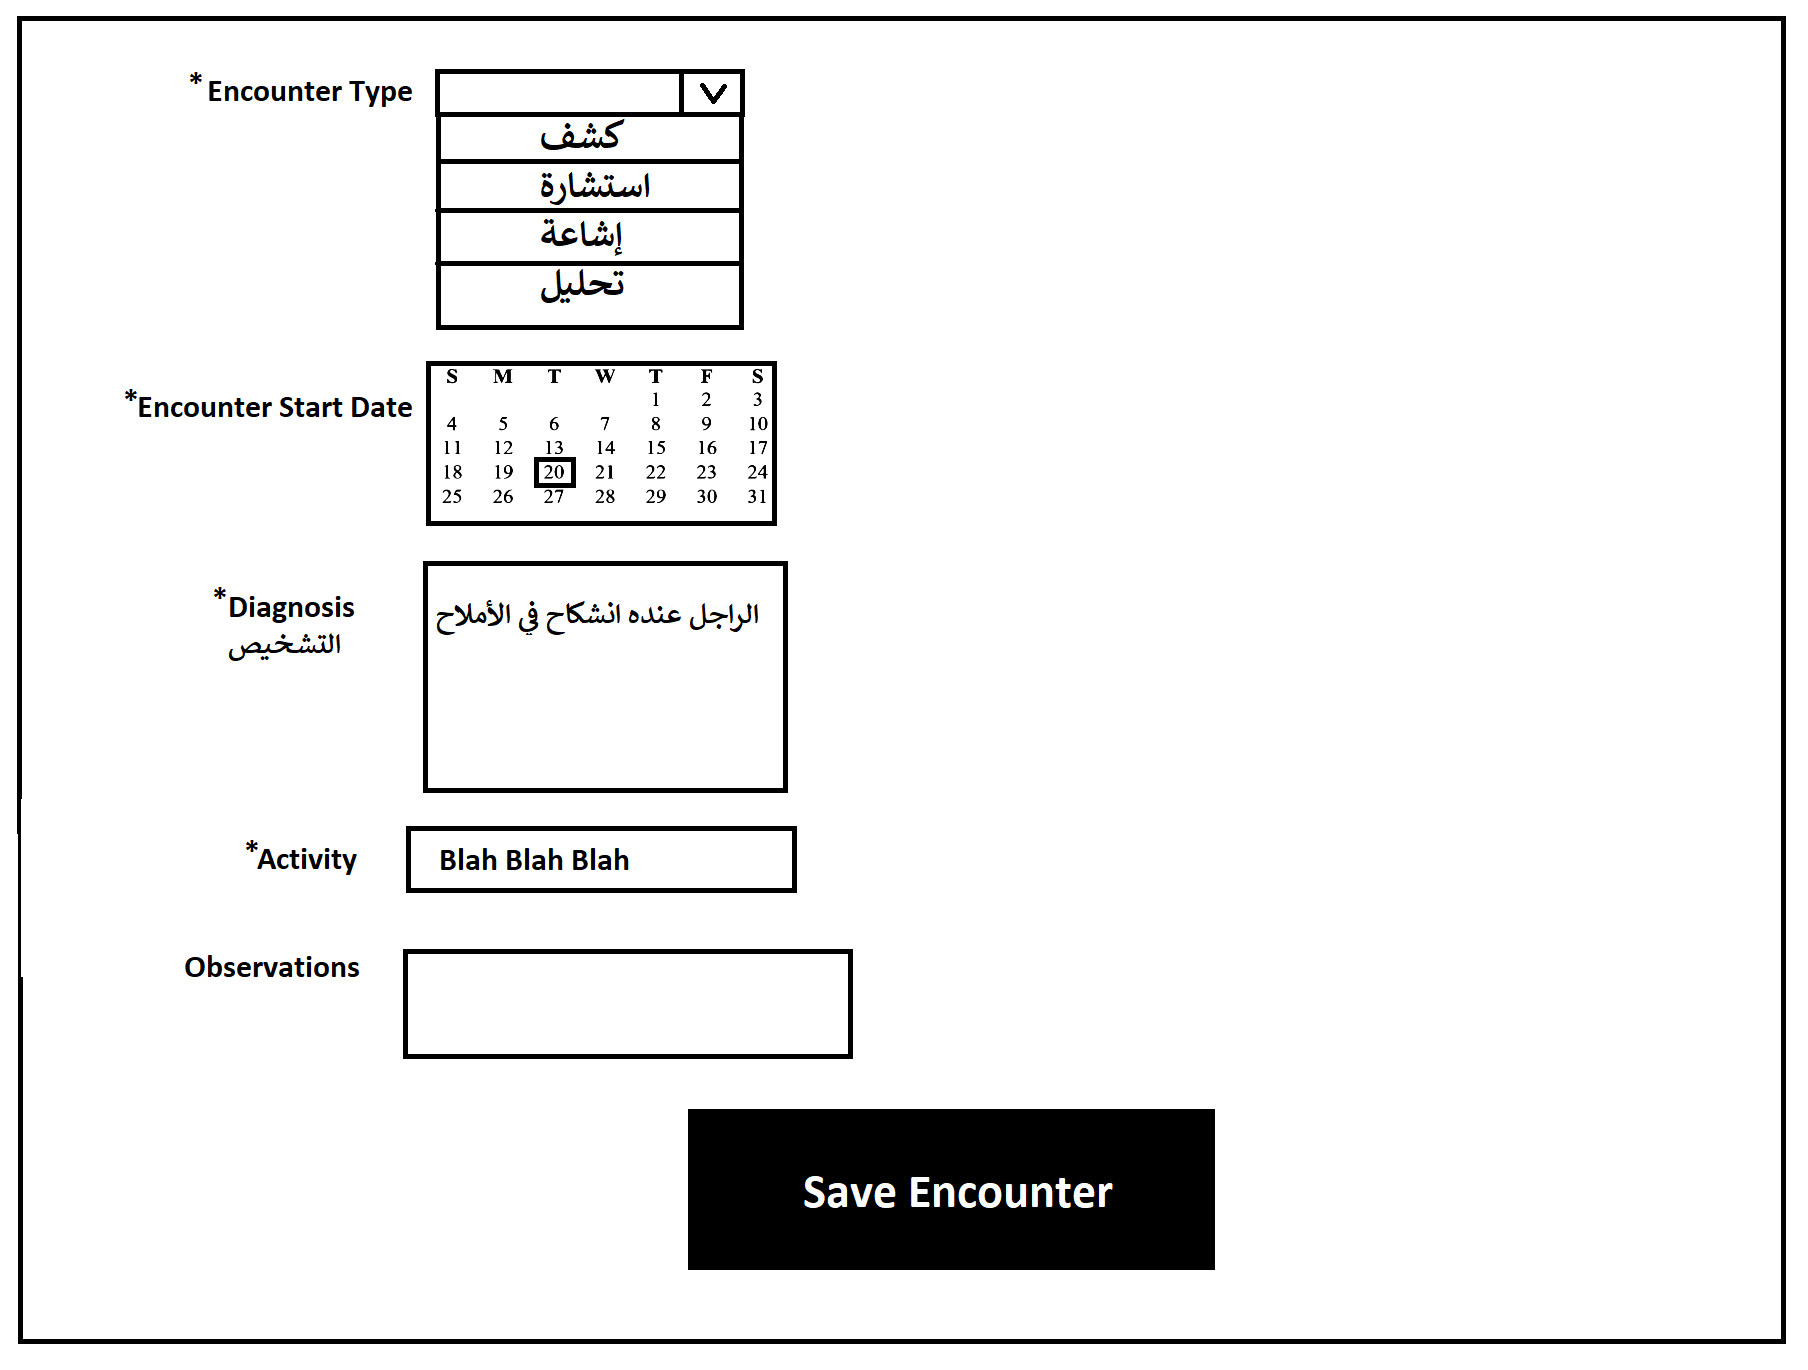 *Encounter Type
كشف
استشارة
إشاعة
تحليل
*Encounter Start Date
S M T W T F S
1 2 3
4 5 6 7 8 9 10
11 12 13 14 15 16 17
18 19 20 21 22 23 24
25 26 27 28 29 30 31
*Diagnosis
التشخيص
الراجل عنده انشكاح في الأملاح
*Activity
Blah Blah Blah
Observations
Save Encounter